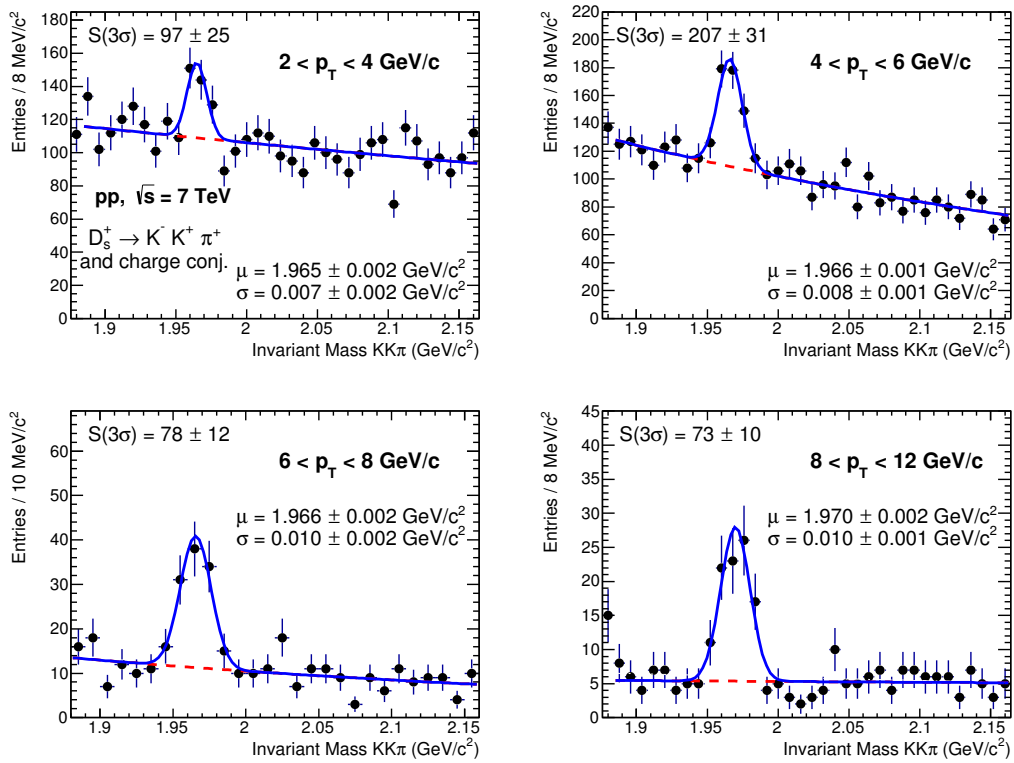 S(3σ) = 97 ± 25
2 < p_T < 4 GeV/c
pp, √s = 7 TeV
D_s^+ → K^- K^+ π^+
and charge conj.
μ = 1.965 ± 0.002 GeV/c^2
σ = 0.007 ± 0.002 GeV/c^2
Entries / 8 MeV/c^2
0 20 40 60 80 100 120 140 160 180
1.9 1.95 2 2.05 2.1 2.15
Invariant Mass KKπ (GeV/c^2)
S(3σ) = 207 ± 31
4 < p_T < 6 GeV/c
μ = 1.966 ± 0.001 GeV/c^2
σ = 0.008 ± 0.001 GeV/c^2
Entries / 8 MeV/c^2
0 20 40 60 80 100 120 140 160 180 200 220
1.9 1.95 2 2.05 2.1 2.15
Invariant Mass KKπ (GeV/c^2)
S(3σ) = 78 ± 12
6 < p_T < 8 GeV/c
μ = 1.966 ± 0.002 GeV/c^2
σ = 0.010 ± 0.002 GeV/c^2
Entries / 10 MeV/c^2
0 10 20 30 40 50 60
1.9 1.95 2 2.05 2.1 2.15
Invariant Mass KKπ (GeV/c^2)
S(3σ) = 73 ± 10
8 < p_T < 12 GeV/c
μ = 1.970 ± 0.002 GeV/c^2
σ = 0.010 ± 0.001 GeV/c^2
Entries / 8 MeV/c^2
0 5 10 15 20 25 30 35 40 45
1.9 1.95 2 2.05 2.1 2.15
Invariant Mass KKπ (GeV/c^2)